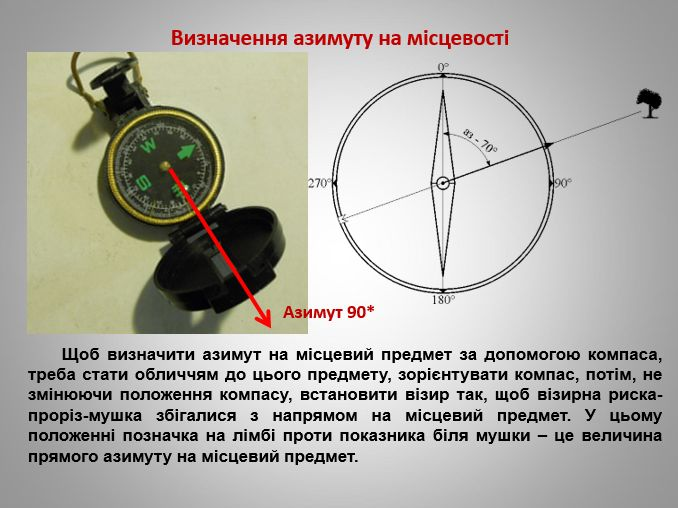 Визначення азимуту на місцевості
W
S
E
0°
аз - 70°
270°
90°
180°
Азимут 90*
Щоб визначити азимут на місцевий предмет за допомогою компаса,
треба стати обличчям до цього предмету, зорієнтувати компас, потім, не
змінюючи положення компасу, встановити візир так, щоб візирна риска-
проріз-мушка збігалися з напрямом на місцевий предмет. У цьому
положенні позначка на лімбі проти показника біля мушки – це величина
прямого азимуту на місцевий предмет.